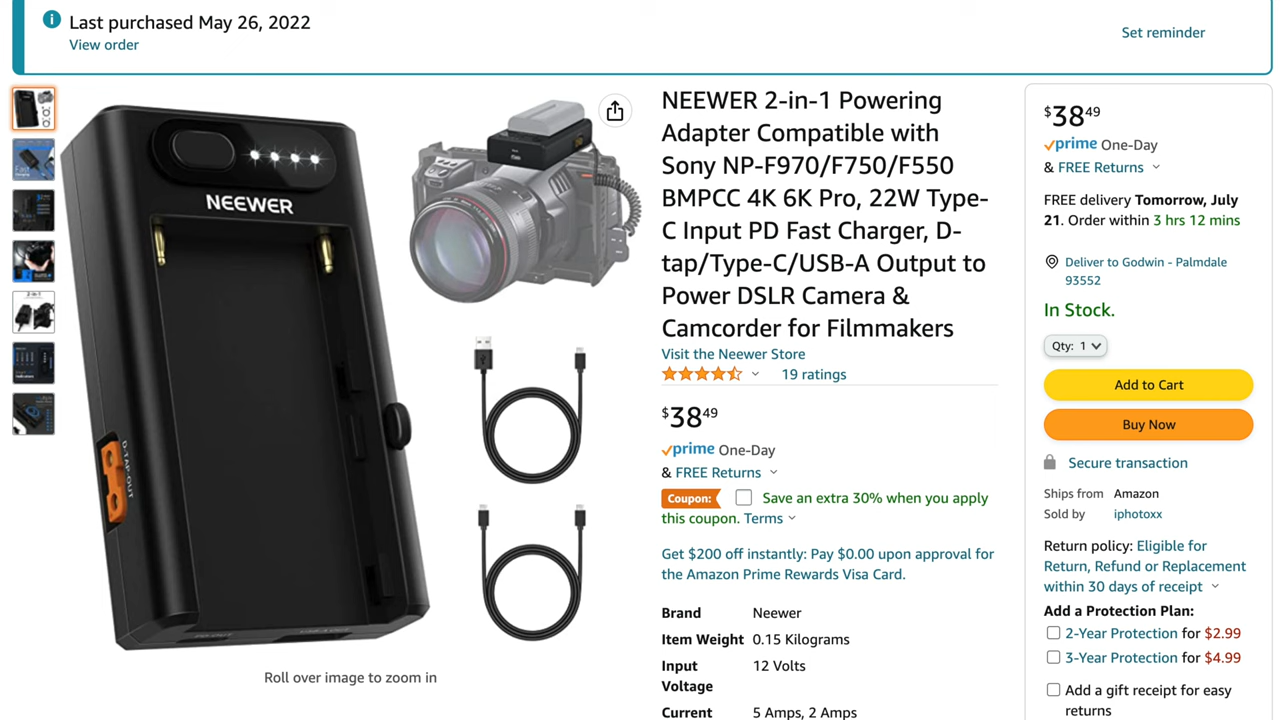 Last purchased May 26, 2022
View order
Set reminder
NEEWER
D-TAP OUT
NEEWER 2-in-1 Powering
Adapter Compatible with
Sony NP-F970/F750/F550
BMPCC 4K 6K Pro, 22W Type-
C Input PD Fast Charger, D-
tap/Type-C/USB-A Output to
Power DSLR Camera &
Camcorder for Filmmakers
Visit the Neewer Store
19 ratings
$38 49
prime One-Day
& FREE Returns
Coupon: Save an extra 30% when you apply
this coupon. Terms
Get $200 off instantly: Pay $0.00 upon approval for
the Amazon Prime Rewards Visa Card.
Brand Neewer
Item Weight 0.15 Kilograms
Input 12 Volts
Voltage
Current 5 Amps, 2 Amps
Roll over image to zoom in
$38 49
prime One-Day
& FREE Returns
FREE delivery Tomorrow, July
21. Order within 3 hrs 12 mins
Deliver to Godwin - Palmdale
93552
In Stock.
Qty: 1
Add to Cart
Buy Now
Secure transaction
Ships from Amazon
Sold by iphotoxx
Return policy: Eligible for
Return, Refund or Replacement
within 30 days of receipt
Add a Protection Plan:
2-Year Protection for $2.99
3-Year Protection for $4.99
Add a gift receipt for easy
returns